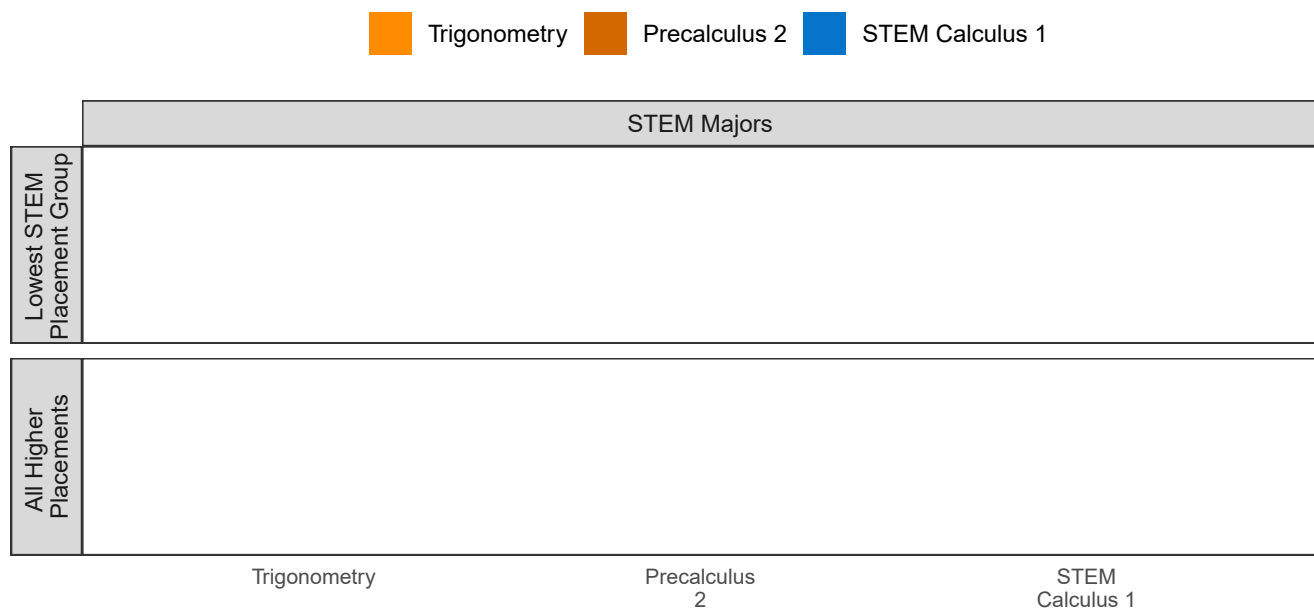 Trigonometry
Precalculus 2
STEM Calculus 1
STEM Majors
Lowest STEM
Placement Group
All Higher
Placements
Trigonometry
Precalculus
2
STEM
Calculus 1